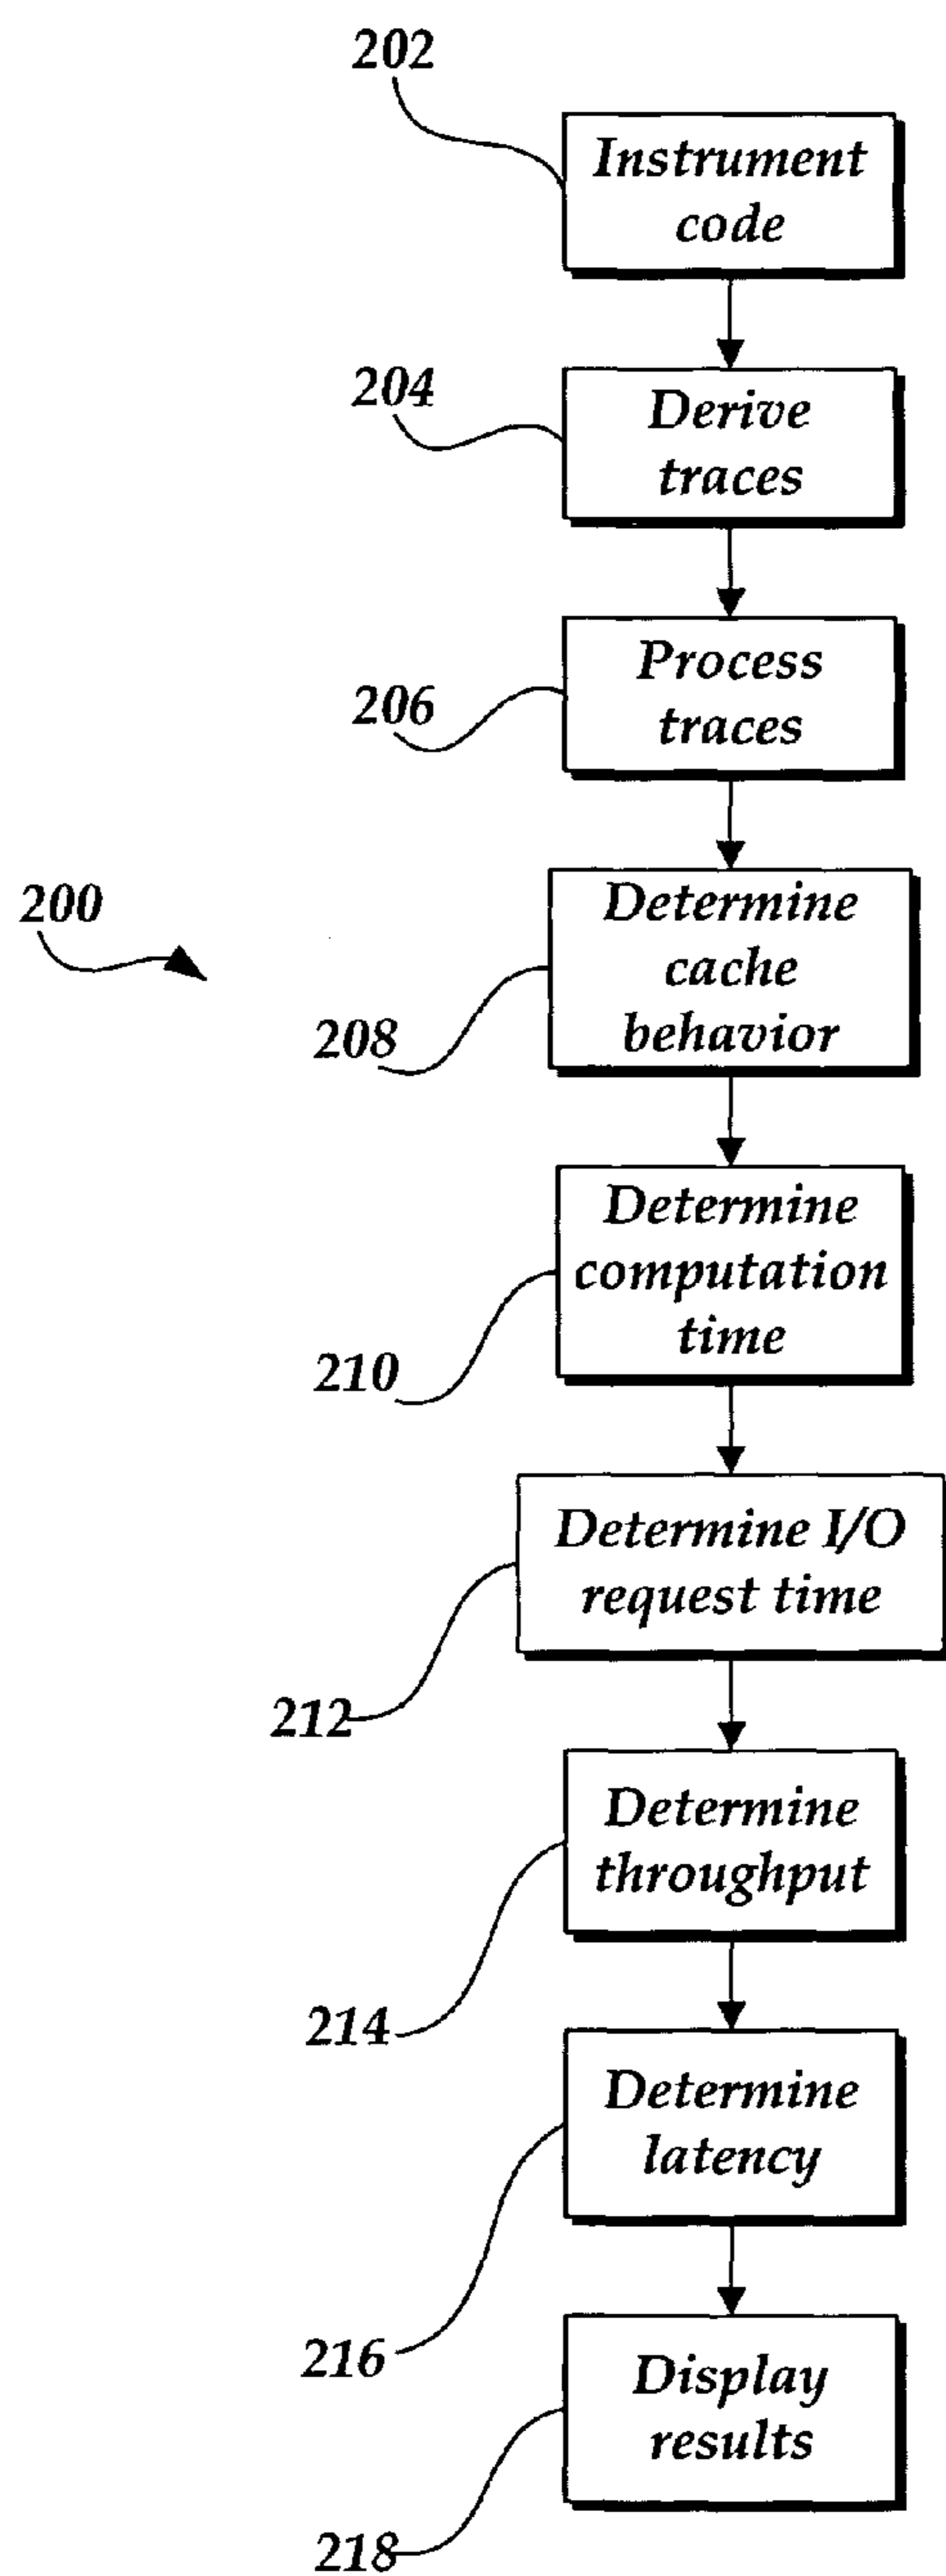 202
Instrument
code
204
Derive
traces
206
Process
traces
200
208
Determine
cache
behavior
210
Determine
computation
time
212
Determine I/O
request time
214
Determine
throughput
216
Determine
latency
218
Display
results